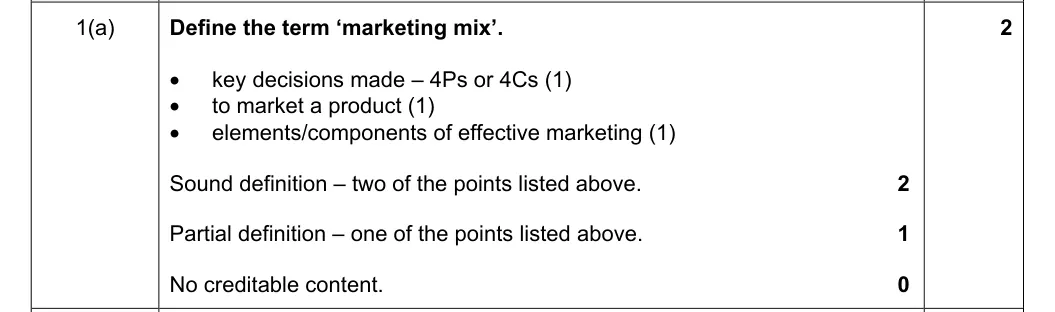 1(a) Define the term ‘marketing mix’. 2
• key decisions made – 4Ps or 4Cs (1)
• to market a product (1)
• elements/components of effective marketing (1)
Sound definition – two of the points listed above. 2
Partial definition – one of the points listed above. 1
No creditable content. 0